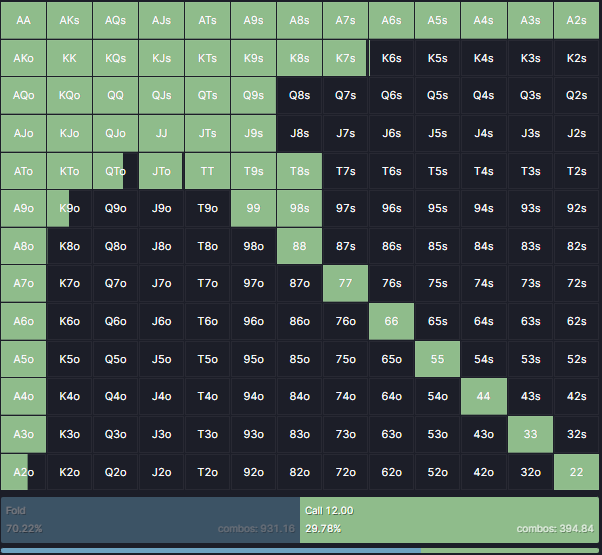 AA AKs AQs AJs ATs A9s A8s A7s A6s A5s A4s A3s A2s
AKo KK KQs KJs KTs K9s K8s K7s K6s K5s K4s K3s K2s
AQo KQo QQ QJs QTs Q9s Q8s Q7s Q6s Q5s Q4s Q3s Q2s
AJo KJo QJo JJ JTs J9s J8s J7s J6s J5s J4s J3s J2s
ATo KTo QTo JTo TT T9s T8s T7s T6s T5s T4s T3s T2s
A9o K9o Q9o J9o T9o 99 98s 97s 96s 95s 94s 93s 92s
A8o K8o Q8o J8o T8o 98o 88 87s 86s 85s 84s 83s 82s
A7o K7o Q7o J7o T7o 97o 87o 77 76s 75s 74s 73s 72s
A6o K6o Q6o J6o T6o 96o 86o 76o 66 65s 64s 63s 62s
A5o K5o Q5o J5o T5o 95o 85o 75o 65o 55 54s 53s 52s
A4o K4o Q4o J4o T4o 94o 84o 74o 64o 54o 44 43s 42s
A3o K3o Q3o J3o T3o 93o 83o 73o 63o 53o 43o 33 32s
A2o K2o Q2o J2o T2o 92o 82o 72o 62o 52o 42o 32o 22
Fold Call 12.00
70.22% combos: 931.16 29.78% combos: 394.84